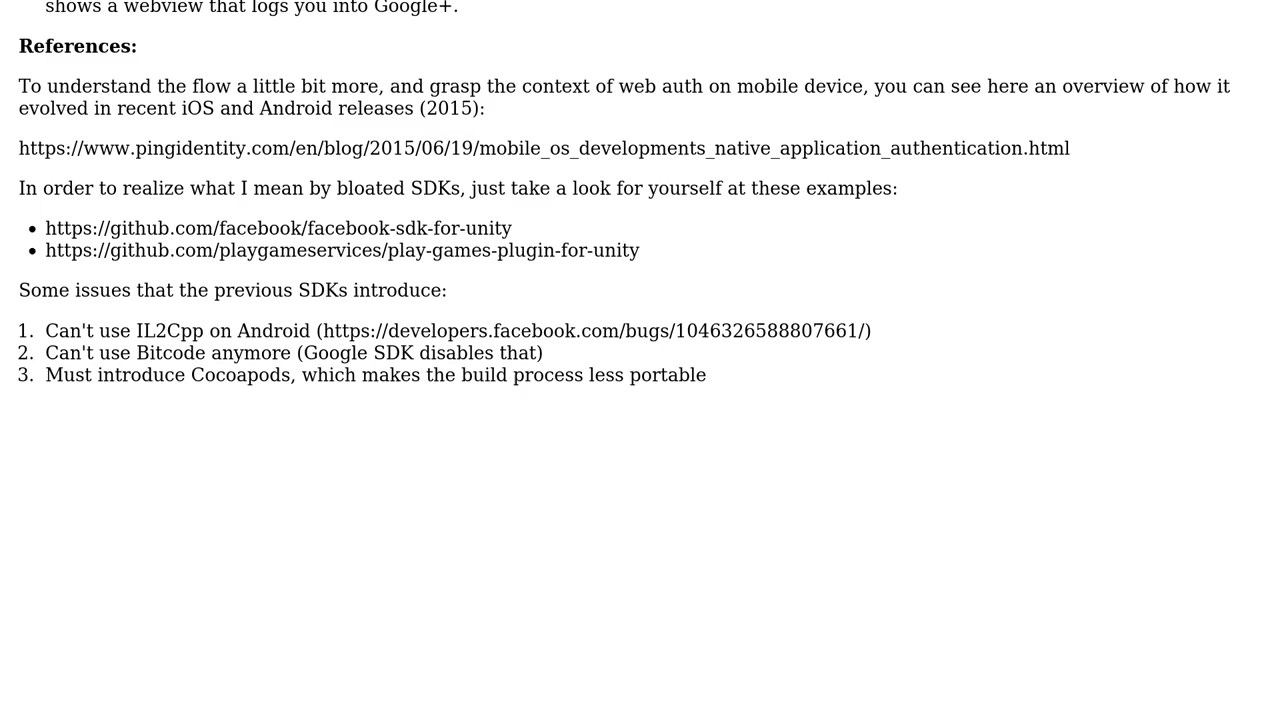 shows a webview that logs you into Google+.
References:
To understand the flow a little bit more, and grasp the context of web auth on mobile device, you can see here an overview of how it
evolved in recent iOS and Android releases (2015):
https://www.pingidentity.com/en/blog/2015/06/19/mobile_os_developments_native_application_authentication.html
In order to realize what I mean by bloated SDKs, just take a look for yourself at these examples:
• https://github.com/facebook/facebook-sdk-for-unity
• https://github.com/playgameservices/play-games-plugin-for-unity
Some issues that the previous SDKs introduce:
1. Can't use IL2Cpp on Android (https://developers.facebook.com/bugs/1046326588807661/)
2. Can't use Bitcode anymore (Google SDK disables that)
3. Must introduce Cocoapods, which makes the build process less portable